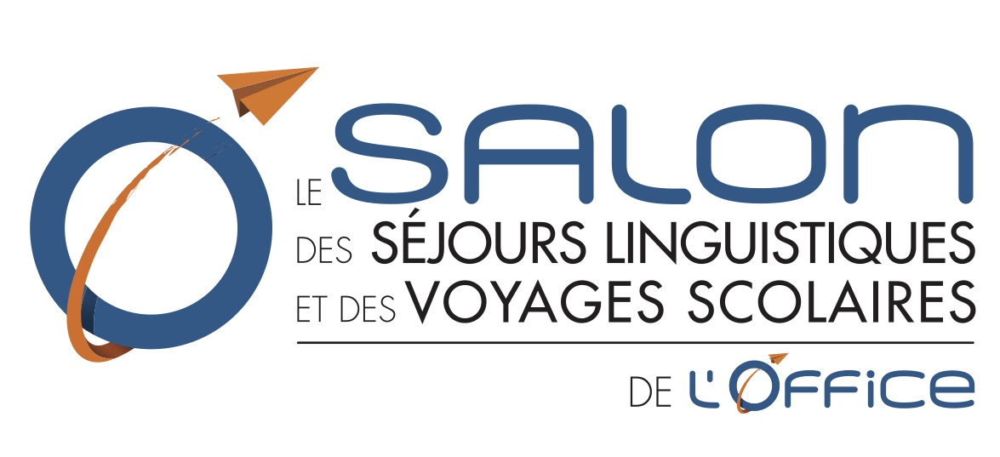 LE SALON
DES SÉJOURS LINGUISTIQUES
ET DES VOYAGES SCOLAIRES
DE L'OFFICE